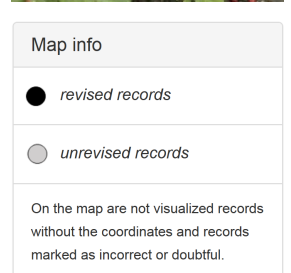 Map info
revised records
unrevised records
On the map are not visualized records
without the coordinates and records
marked as incorrect or doubtful.